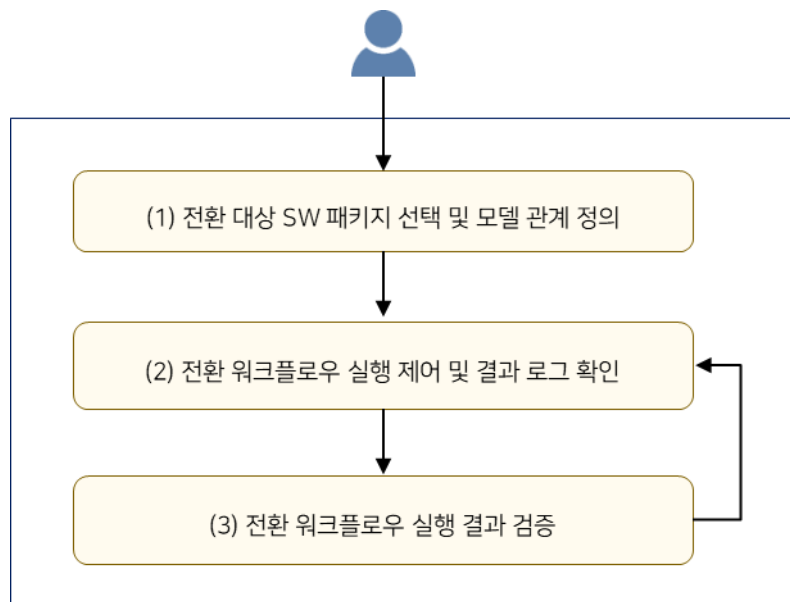 (1) 전환 대상 SW 패키지 선택 및 모델 관계 정의
(2) 전환 워크플로우 실행 제어 및 결과 로그 확인
(3) 전환 워크플로우 실행 결과 검증